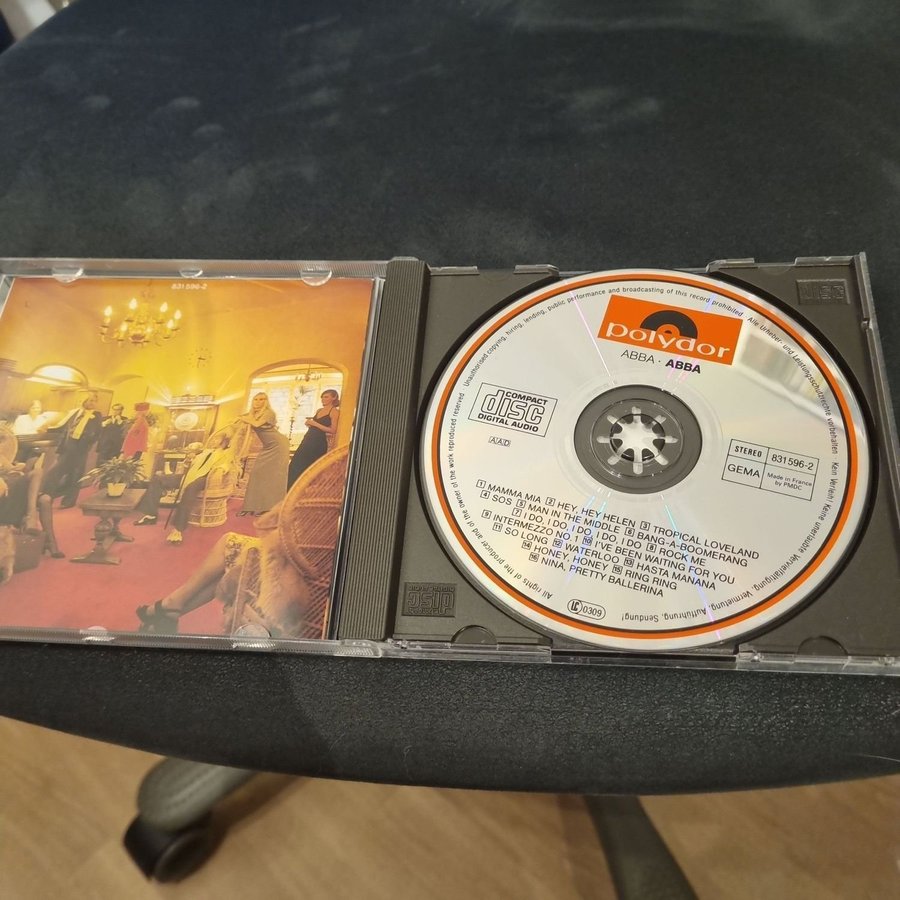 831 596-2
polydor
ABBA · ABBA
COMPACT
disc
DIGITAL AUDIO
AAD
STEREO 831 596-2
GEMA Made in France
by PMDC
1 MAMMA MIA 2 HEY, HEY HELEN 3 TROPICAL LOVELAND
4 SOS 5 MAN IN THE MIDDLE 6 BANG-A-BOOMERANG
7 I DO, I DO, I DO, I DO, I DO 8 ROCK ME
9 INTERMEZZO NO. 1 10 I'VE BEEN WAITING FOR YOU
11 SO LONG 12 WATERLOO 13 HASTA MANANA
14 HONEY, HONEY 15 RING RING
16 NINA, PRETTY BALLERINA
LC 0309
All rights of the producer and of the owner of the work reproduced reserved · Unauthorised copying, hiring, lending, public performance and broadcasting of this record prohibited · Alle Urheber- und Leistungsschutzrechte vorbehalten · Kein Verleih! Keine unerlaubte Vervielfältigung, Vermietung, Aufführung, Sendung!